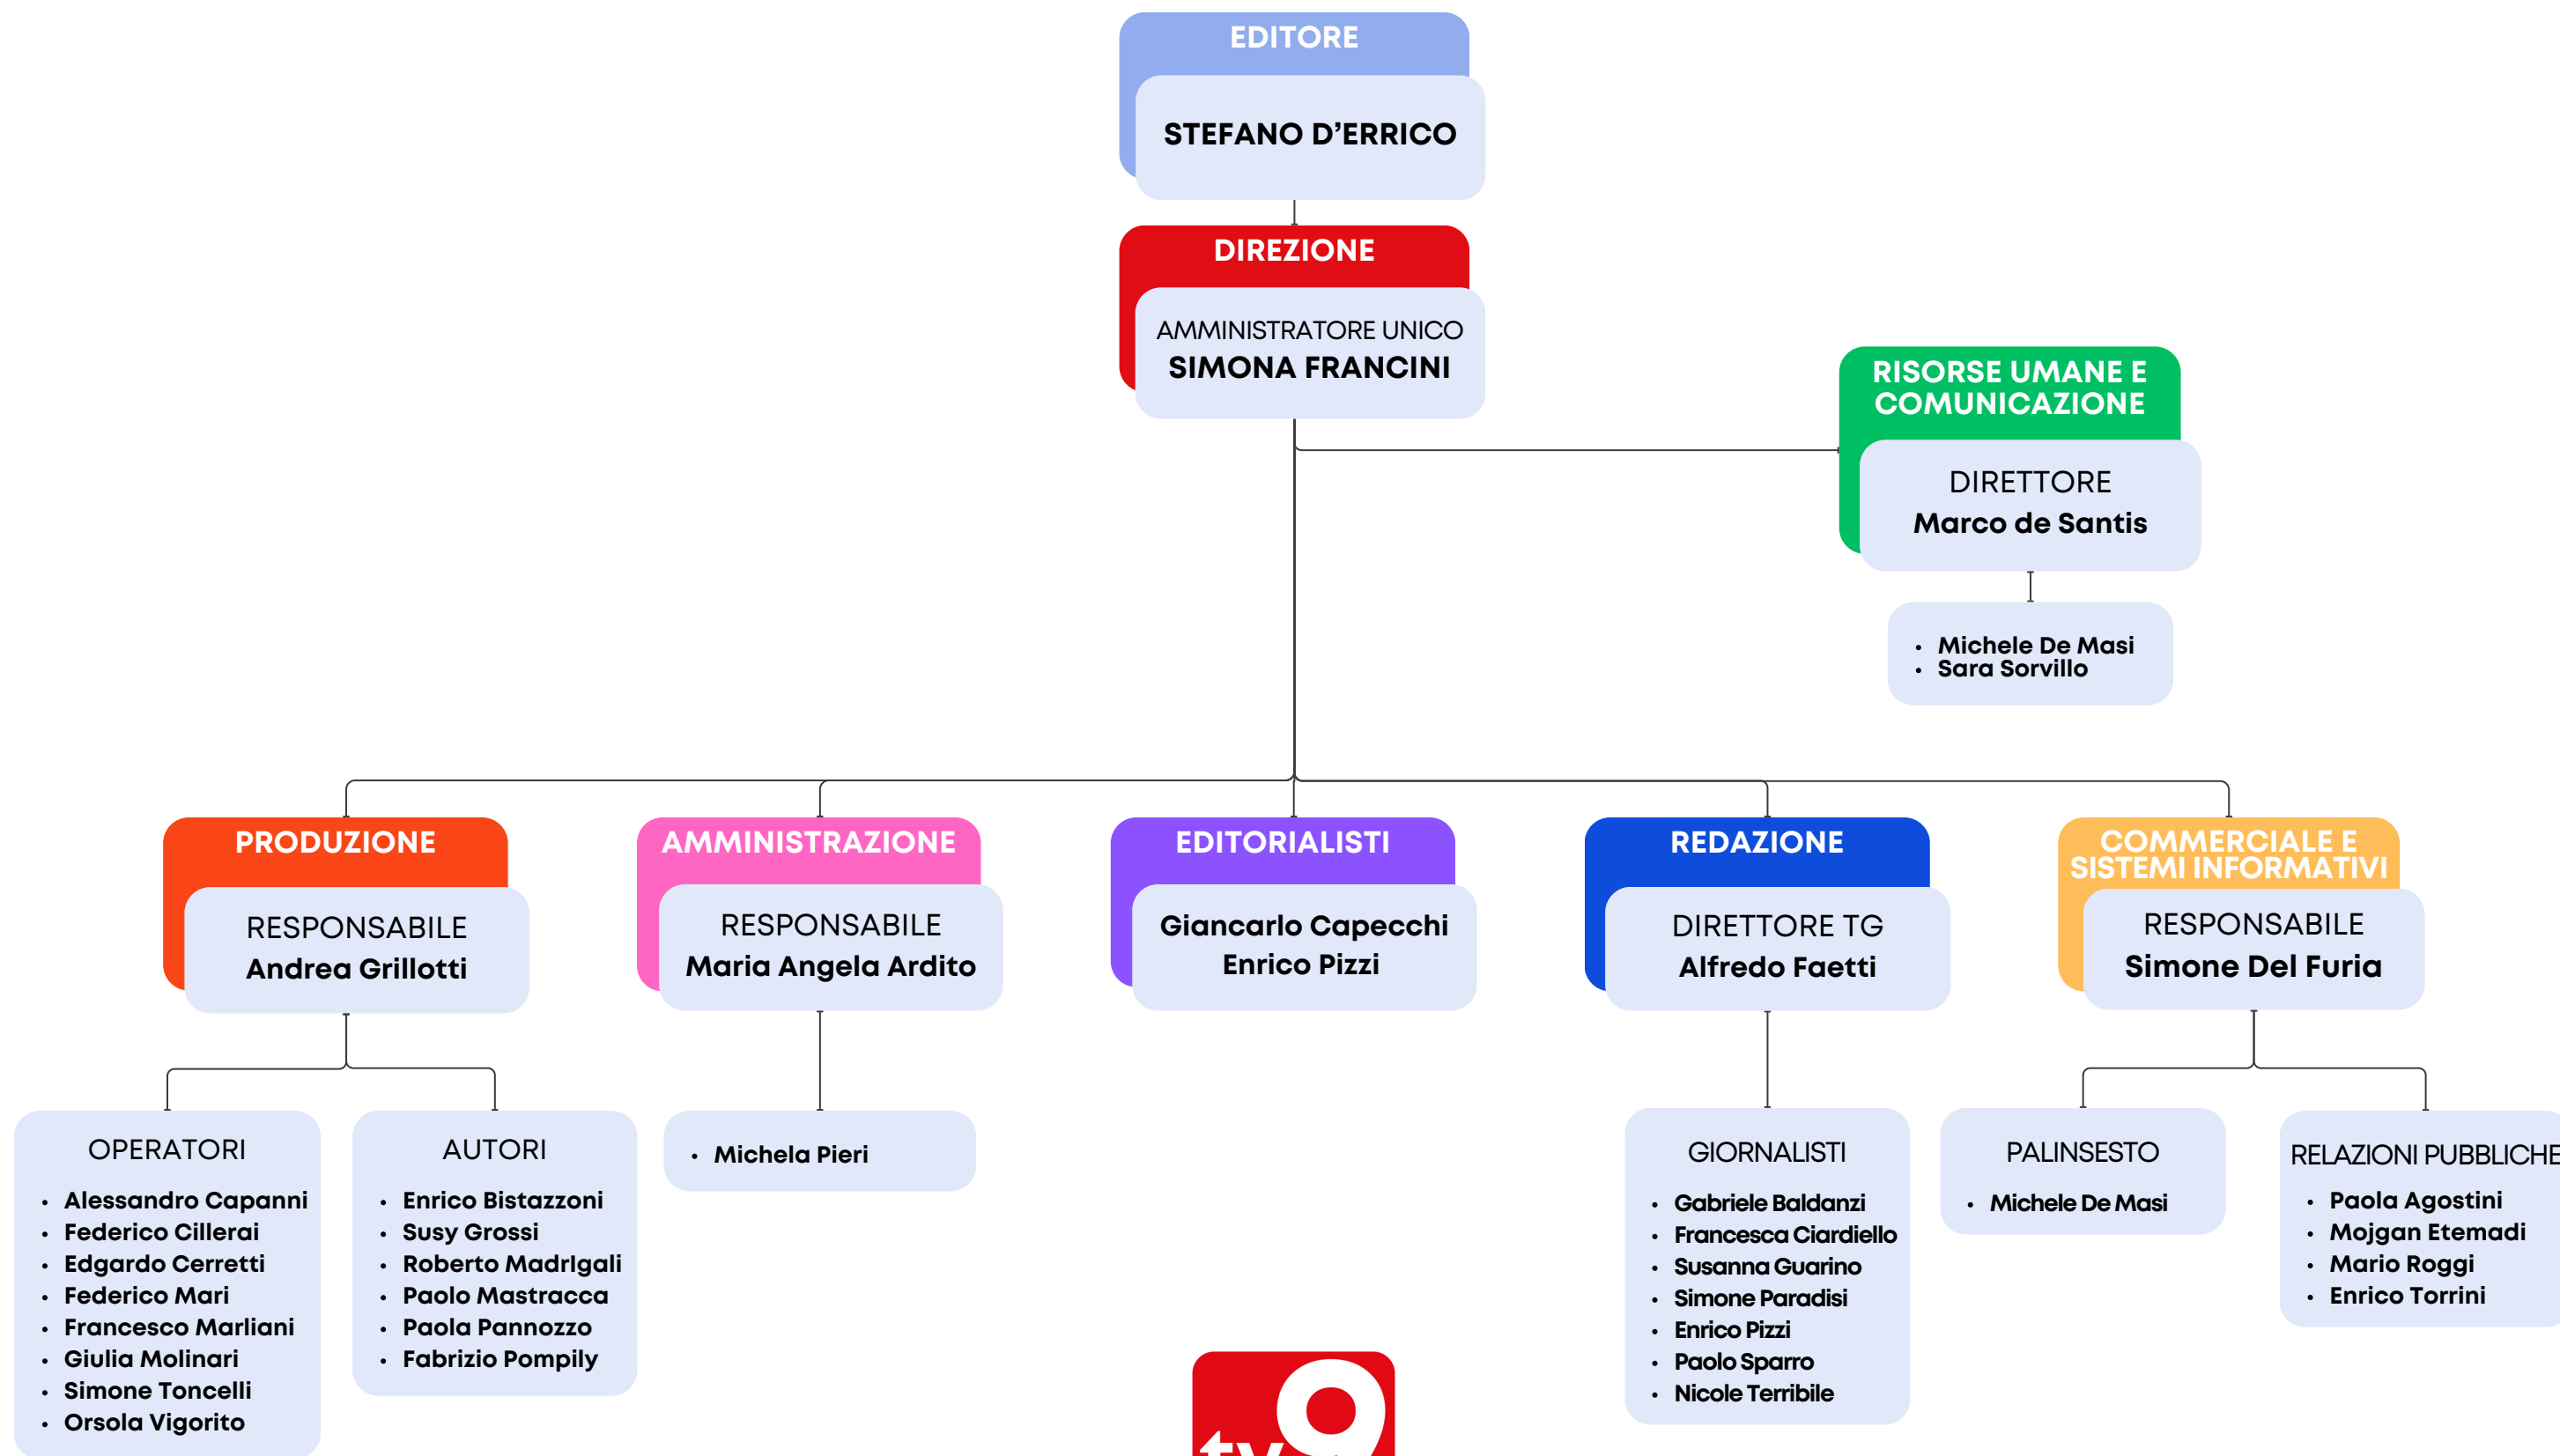 EDITORE
STEFANO D’ERRICO
DIREZIONE
AMMINISTRATORE UNICO
SIMONA FRANCINI
RISORSE UMANE E
COMUNICAZIONE
DIRETTORE
Marco de Santis
• Michele De Masi
• Sara Sorvillo
PRODUZIONE
RESPONSABILE
Andrea Grillotti
OPERATORI
• Alessandro Capanni
• Federico Cillerai
• Edgardo Cerretti
• Federico Mari
• Francesco Marliani
• Giulia Molinari
• Simone Toncelli
• Orsola Vigorito
AUTORI
• Enrico Bistazzoni
• Susy Grossi
• Roberto MadrIgali
• Paolo Mastracca
• Paola Pannozzo
• Fabrizio Pompily
AMMINISTRAZIONE
RESPONSABILE
Maria Angela Ardito
• Michela Pieri
EDITORIALISTI
Giancarlo Capecchi
Enrico Pizzi
REDAZIONE
DIRETTORE TG
Alfredo Faetti
GIORNALISTI
• Gabriele Baldanzi
• Francesca Ciardiello
• Susanna Guarino
• Simone Paradisi
• Enrico Pizzi
• Paolo Sparro
• Nicole Terribile
COMMERCIALE E
SISTEMI INFORMATIVI
RESPONSABILE
Simone Del Furia
PALINSESTO
• Michele De Masi
RELAZIONI PUBBLICHE
• Paola Agostini
• Mojgan Etemadi
• Mario Roggi
• Enrico Torrini
tv9